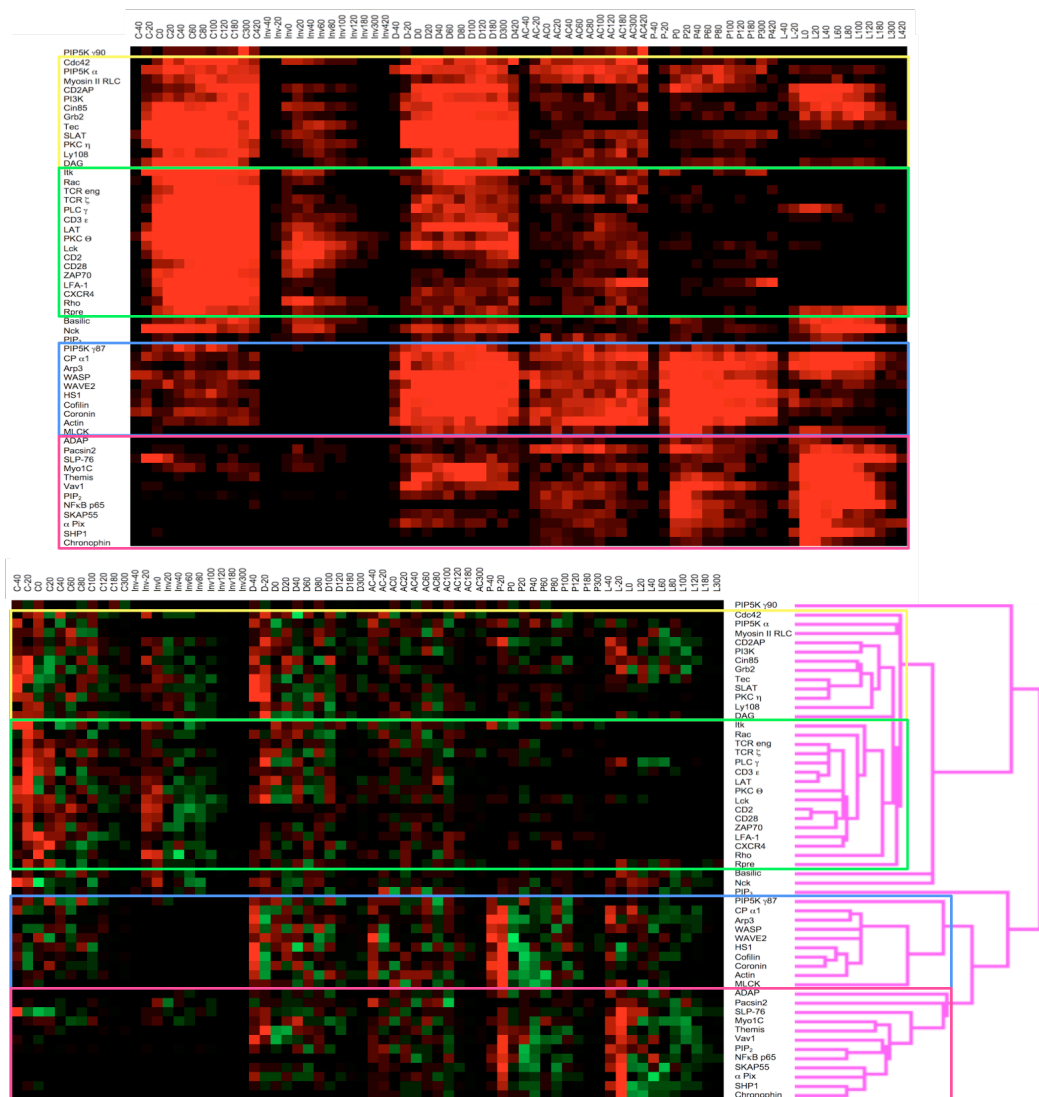 C-40 C-20 C0 C20 C40 C60 C80 C100 C120 C180 C300 C420 Inv-40 Inv-20 Inv0 Inv20 Inv40 Inv60 Inv80 Inv100 Inv120 Inv180 Inv300 Inv420 D-40 D-20 D0 D20 D40 D60 D80 D100 D120 D180 D300 D420 AC-40 AC-20 AC0 AC20 AC40 AC60 AC80 AC100 AC120 AC180 AC300 AC420 P-40 P-20 P0 P20 P40 P60 P80 P100 P120 P180 P300 P420 L-40 L-20 L0 L20 L40 L60 L80 L100 L120 L180 L300 L420
PIP5K γ90
Cdc42
PIP5K α
Myosin II RLC
CD2AP
PI3K
Cin85
Grb2
Tec
SLAT
PKC η
Ly108
DAG
Itk
Rac
TCR eng
TCR ζ
PLC γ
CD3 ε
LAT
PKC Θ
Lck
CD2
CD28
ZAP70
LFA-1
CXCR4
Rho
Rpre
Basilic
Nck
PIP₃
PIP5K γ87
CP α1
Arp3
WASP
WAVE2
HS1
Cofilin
Coronin
Actin
MLCK
ADAP
Pacsin2
SLP-76
Myo1C
Themis
Vav1
PIP₂
NFκB p65
SKAP55
α Pix
SHP1
Chronophin
C-40 C-20 C0 C20 C40 C60 C80 C100 C120 C180 C300 Inv-40 Inv-20 Inv0 Inv20 Inv40 Inv60 Inv80 Inv100 Inv120 Inv180 Inv300 D-40 D-20 D0 D20 D40 D60 D80 D100 D120 D180 D300 AC-40 AC-20 AC0 AC20 AC40 AC60 AC80 AC100 AC120 AC180 AC300 P-40 P-20 P0 P20 P40 P60 P80 P100 P120 P180 P300 L-40 L-20 L0 L20 L40 L60 L80 L100 L120 L180 L300
PIP5K γ90
Cdc42
PIP5K α
Myosin II RLC
CD2AP
PI3K
Cin85
Grb2
Tec
SLAT
PKC η
Ly108
DAG
Itk
Rac
TCR eng
TCR ζ
PLC γ
CD3 ε
LAT
PKC Θ
Lck
CD2
CD28
ZAP70
LFA-1
CXCR4
Rho
Rpre
Basilic
Nck
PIP₃
PIP5K γ87
CP α1
Arp3
WASP
WAVE2
HS1
Cofilin
Coronin
Actin
MLCK
ADAP
Pacsin2
SLP-76
Myo1C
Themis
Vav1
PIP₂
NFκB p65
SKAP55
α Pix
SHP1
Chronophin